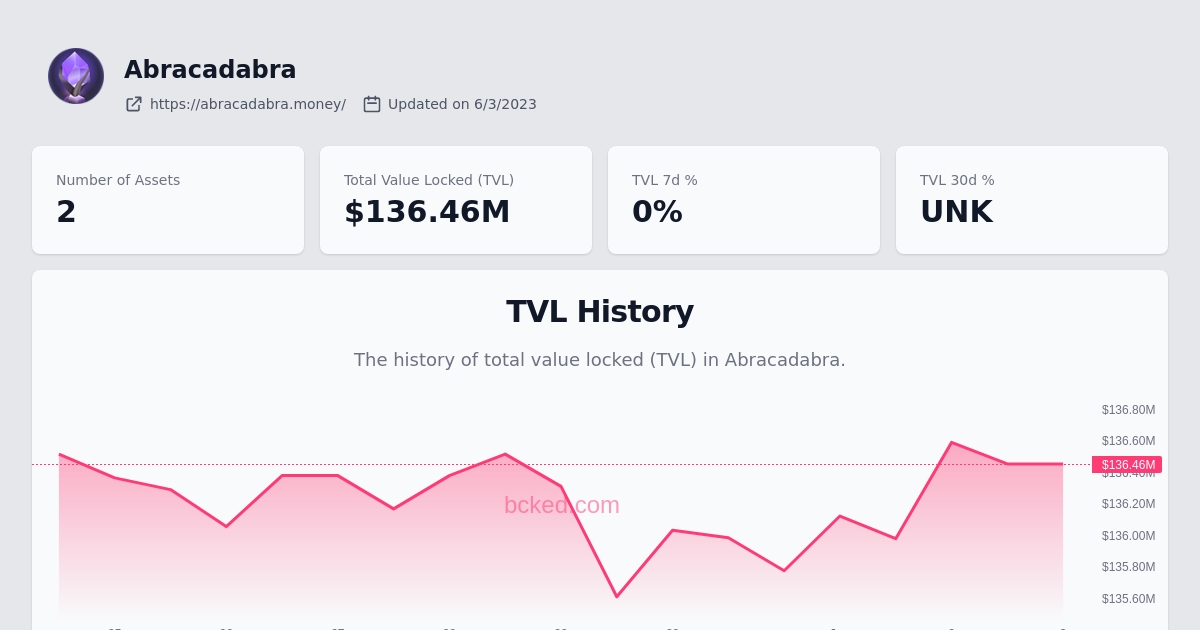 Abracadabra
https://abracadabra.money/ Updated on 6/3/2023
Number of Assets
2
Total Value Locked (TVL)
$136.46M
TVL 7d %
0%
TVL 30d %
UNK
TVL History
The history of total value locked (TVL) in Abracadabra.
$136.80M
$136.60M
$136.46M
$136.40M
$136.20M
bcked.com
$136.00M
$135.80M
$135.60M